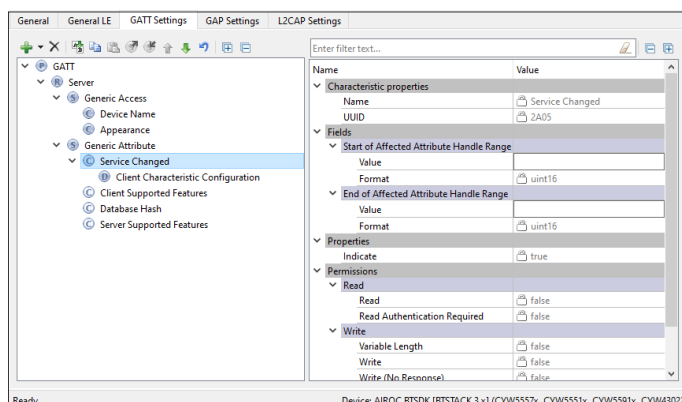 General General LE GATT Settings GAP Settings L2CAP Settings
P GATT
R Server
S Generic Access
C Device Name
C Appearance
S Generic Attribute
C Service Changed
D Client Characteristic Configuration
C Client Supported Features
C Database Hash
C Server Supported Features
Enter filter text...
Name Value
Characteristic properties
Name Service Changed
UUID 2A05
Fields
Start of Affected Attribute Handle Range
Value
Format uint16
End of Affected Attribute Handle Range
Value
Format uint16
Properties
Indicate true
Permissions
Read
Read false
Read Authentication Required false
Write
Variable Length false
Write false
Write (No Response) false
Ready Device: AIROC BTSDK [BTSTACK 3.x] (CYW5557x, CYW5551x, CYW5591x, CYW4302